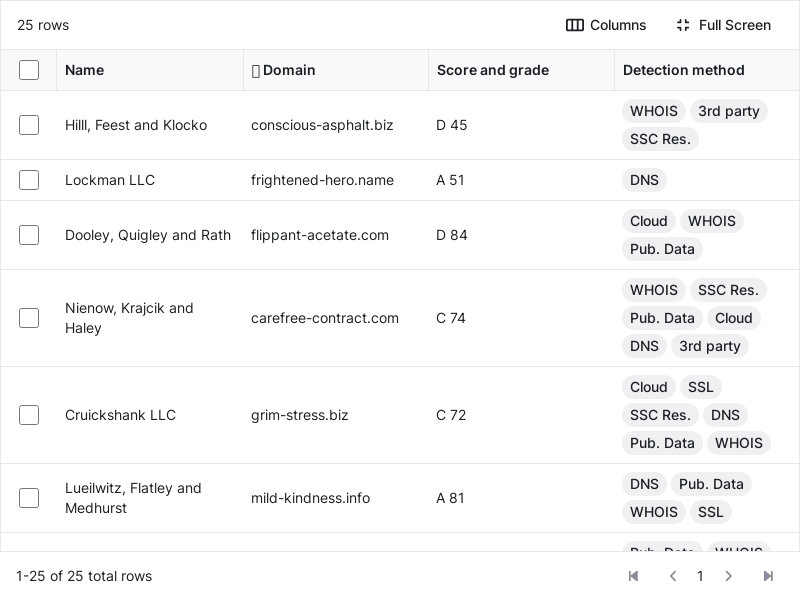 25 rows
Columns
Full Screen
Name
Domain
Score and grade
Detection method
Hilll, Feest and Klocko
conscious-asphalt.biz
D 45
WHOIS 3rd party
SSC Res.
Lockman LLC
frightened-hero.name
A 51
DNS
Dooley, Quigley and Rath
flippant-acetate.com
D 84
Cloud WHOIS
Pub. Data
Nienow, Krajcik and
Haley
carefree-contract.com
C 74
WHOIS SSC Res.
Pub. Data Cloud
DNS 3rd party
Cruickshank LLC
grim-stress.biz
C 72
Cloud SSL
SSC Res. DNS
Pub. Data WHOIS
Lueilwitz, Flatley and
Medhurst
mild-kindness.info
A 81
DNS Pub. Data
WHOIS SSL
Pub. Data WHOIS
1-25 of 25 total rows
1